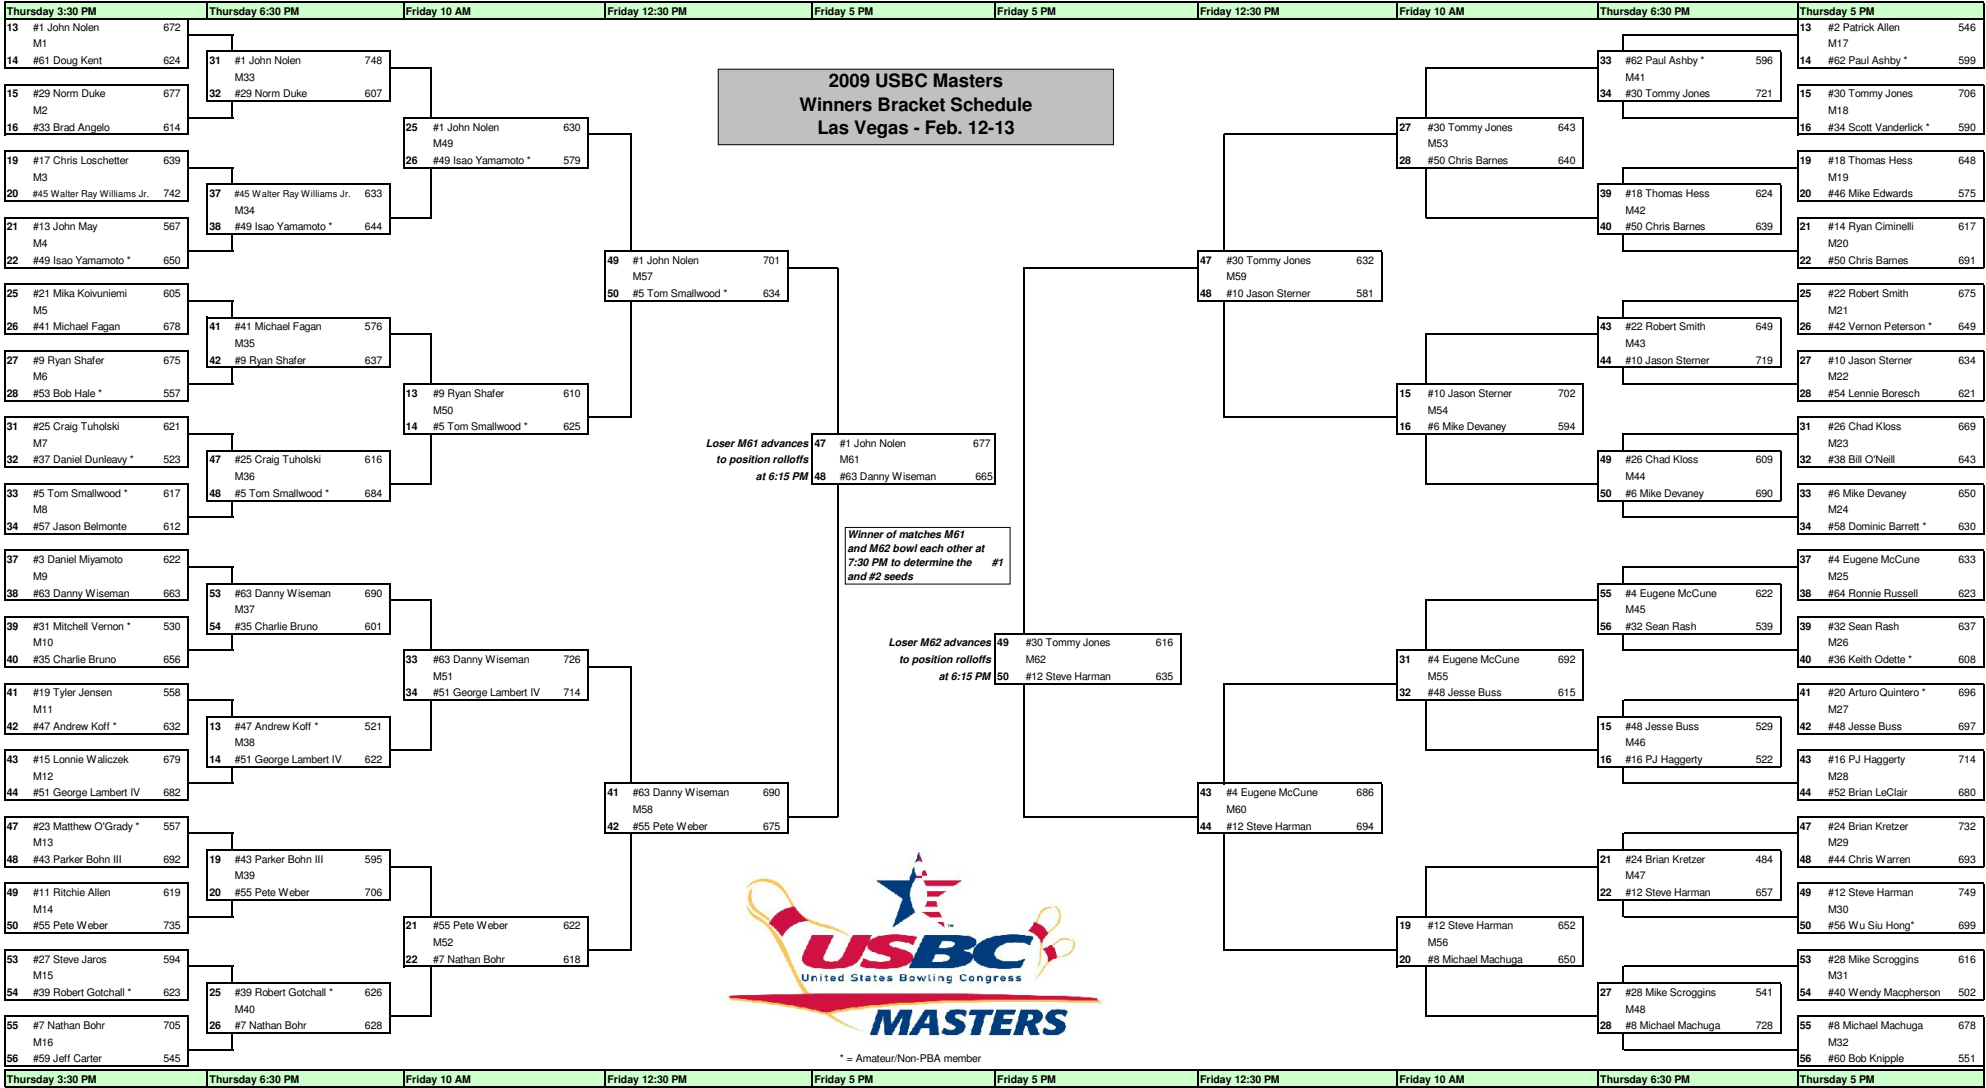 Thursday 3:30 PM Thursday 6:30 PM Friday 10 AM Friday 12:30 PM Friday 5 PM Friday 5 PM Friday 12:30 PM Friday 10 AM Thursday 6:30 PM Thursday 5 PM
13 #1 John Nolen 672
M1
14 #61 Doug Kent 624
15 #29 Norm Duke 677
M2
16 #33 Brad Angelo 614
19 #17 Chris Loschetter 639
M3
20 #45 Walter Ray Williams Jr. 742
21 #13 John May 567
M4
22 #49 Isao Yamamoto * 650
25 #21 Mika Koivuniemi 605
M5
26 #41 Michael Fagan 678
27 #9 Ryan Shafer 675
M6
28 #53 Bob Hale * 557
31 #25 Craig Tuholski 621
M7
32 #37 Daniel Dunleavy * 523
33 #5 Tom Smallwood * 617
M8
34 #57 Jason Belmonte 612
37 #3 Daniel Miyamoto 622
M9
38 #63 Danny Wiseman 663
39 #31 Mitchell Vernon * 530
M10
40 #35 Charlie Bruno 656
41 #19 Tyler Jensen 558
M11
42 #47 Andrew Koff * 632
43 #15 Lonnie Waliczek 679
M12
44 #51 George Lambert IV 682
47 #23 Matthew O'Grady * 557
M13
48 #43 Parker Bohn III 692
49 #11 Ritchie Allen 619
M14
50 #55 Pete Weber 735
53 #27 Steve Jaros 594
M15
54 #39 Robert Gotchall * 623
55 #7 Nathan Bohr 705
M16
56 #59 Jeff Carter 545
31 #1 John Nolen 748
M33
32 #29 Norm Duke 607
37 #45 Walter Ray Williams Jr. 633
M34
38 #49 Isao Yamamoto * 644
41 #41 Michael Fagan 576
M35
42 #9 Ryan Shafer 637
47 #25 Craig Tuholski 616
M36
48 #5 Tom Smallwood * 684
53 #63 Danny Wiseman 690
M37
54 #35 Charlie Bruno 601
13 #47 Andrew Koff * 521
M38
14 #51 George Lambert IV 622
19 #43 Parker Bohn III 595
M39
20 #55 Pete Weber 706
25 #39 Robert Gotchall * 626
M40
26 #7 Nathan Bohr 628
25 #1 John Nolen 630
M49
26 #49 Isao Yamamoto * 579
13 #9 Ryan Shafer 610
M50
14 #5 Tom Smallwood * 625
33 #63 Danny Wiseman 726
M51
34 #51 George Lambert IV 714
21 #55 Pete Weber 622
M52
22 #7 Nathan Bohr 618
49 #1 John Nolen 701
M57
50 #5 Tom Smallwood * 634
41 #63 Danny Wiseman 690
M58
42 #55 Pete Weber 675
2009 USBC Masters
Winners Bracket Schedule
Las Vegas - Feb. 12-13
Loser M61 advances
to position rolloffs
at 6:15 PM
47 #1 John Nolen 677
M61
48 #63 Danny Wiseman 665
Winner of matches M61
and M62 bowl each other at
7:30 PM to determine the #1
and #2 seeds
Loser M62 advances
to position rolloffs
at 6:15 PM
49 #30 Tommy Jones 616
M62
50 #12 Steve Harman 635
USBC
United States Bowling Congress
MASTERS
* = Amateur/Non-PBA member
47 #30 Tommy Jones 632
M59
48 #10 Jason Sterner 581
43 #4 Eugene McCune 686
M60
44 #12 Steve Harman 694
27 #30 Tommy Jones 643
M53
28 #50 Chris Barnes 640
15 #10 Jason Sterner 702
M54
16 #6 Mike Devaney 594
31 #4 Eugene McCune 692
M55
32 #48 Jesse Buss 615
19 #12 Steve Harman 652
M56
20 #8 Michael Machuga 650
33 #62 Paul Ashby * 596
M41
34 #30 Tommy Jones 721
39 #18 Thomas Hess 624
M42
40 #50 Chris Barnes 639
43 #22 Robert Smith 649
M43
44 #10 Jason Sterner 719
49 #26 Chad Kloss 609
M44
50 #6 Mike Devaney 690
55 #4 Eugene McCune 622
M45
56 #32 Sean Rash 539
15 #48 Jesse Buss 529
M46
16 #16 PJ Haggerty 522
21 #24 Brian Kretzer 484
M47
22 #12 Steve Harman 657
27 #28 Mike Scroggins 541
M48
28 #8 Michael Machuga 728
13 #2 Patrick Allen 546
M17
14 #62 Paul Ashby * 599
15 #30 Tommy Jones 706
M18
16 #34 Scott Vanderlick * 590
19 #18 Thomas Hess 648
M19
20 #46 Mike Edwards 575
21 #14 Ryan Ciminelli 617
M20
22 #50 Chris Barnes 691
25 #22 Robert Smith 675
M21
26 #42 Vernon Peterson * 649
27 #10 Jason Sterner 634
M22
28 #54 Lennie Boresch 621
31 #26 Chad Kloss 669
M23
32 #38 Bill O'Neill 643
33 #6 Mike Devaney 650
M24
34 #58 Dominic Barrett * 630
37 #4 Eugene McCune 633
M25
38 #64 Ronnie Russell 623
39 #32 Sean Rash 637
M26
40 #36 Keith Odette * 608
41 #20 Arturo Quintero * 696
M27
42 #48 Jesse Buss 697
43 #16 PJ Haggerty 714
M28
44 #52 Brian LeClair 680
47 #24 Brian Kretzer 732
M29
48 #44 Chris Warren 693
49 #12 Steve Harman 749
M30
50 #56 Wu Siu Hong* 699
53 #28 Mike Scroggins 616
M31
54 #40 Wendy Macpherson 502
55 #8 Michael Machuga 678
M32
56 #60 Bob Knipple 551
Thursday 3:30 PM Thursday 6:30 PM Friday 10 AM Friday 12:30 PM Friday 5 PM Friday 5 PM Friday 12:30 PM Friday 10 AM Thursday 6:30 PM Thursday 5 PM